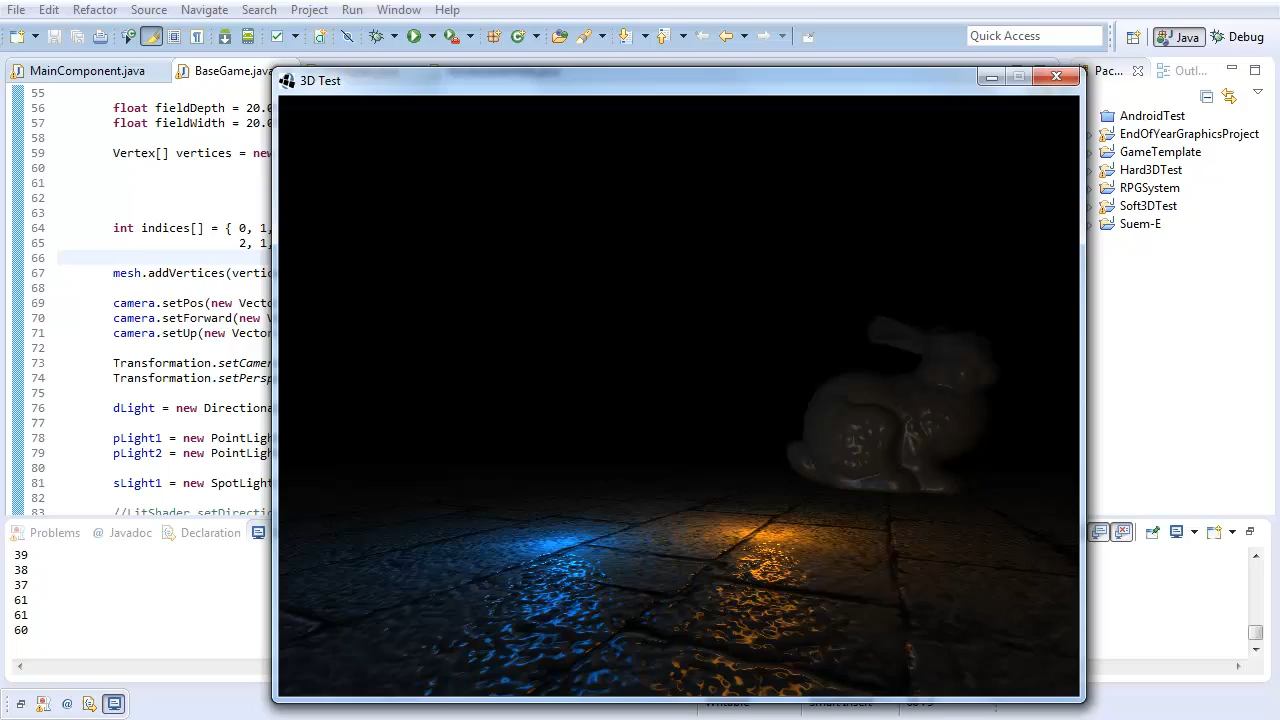 File Edit Refactor Source Navigate Search Project Run Window Help
Quick Access
Java
Debug
MainComponent.java
BaseGame.java
3D Test
Pac...
Outl...
55
56 float fieldDepth = 20.0
57 float fieldWidth = 20.0
58
59 Vertex[] vertices = new
60
61
62
63
64 int indices[] = { 0, 1,
65 2, 1,
66
67 mesh.addVertices(vertic
68
69 camera.setPos(new Vecto
70 camera.setForward(new V
71 camera.setUp(new Vector
72
73 Transformation.setCamer
74 Transformation.setPersp
75
76 dLight = new Directiona
77
78 pLight1 = new PointLigh
79 pLight2 = new PointLigh
80
81 sLight1 = new SpotLight
82
83 //LitShader.setDirecti
AndroidTest
EndOfYearGraphicsProject
GameTemplate
Hard3DTest
RPGSystem
Soft3DTest
Suem-E
Problems
@ Javadoc
Declaration
39
38
37
61
61
60